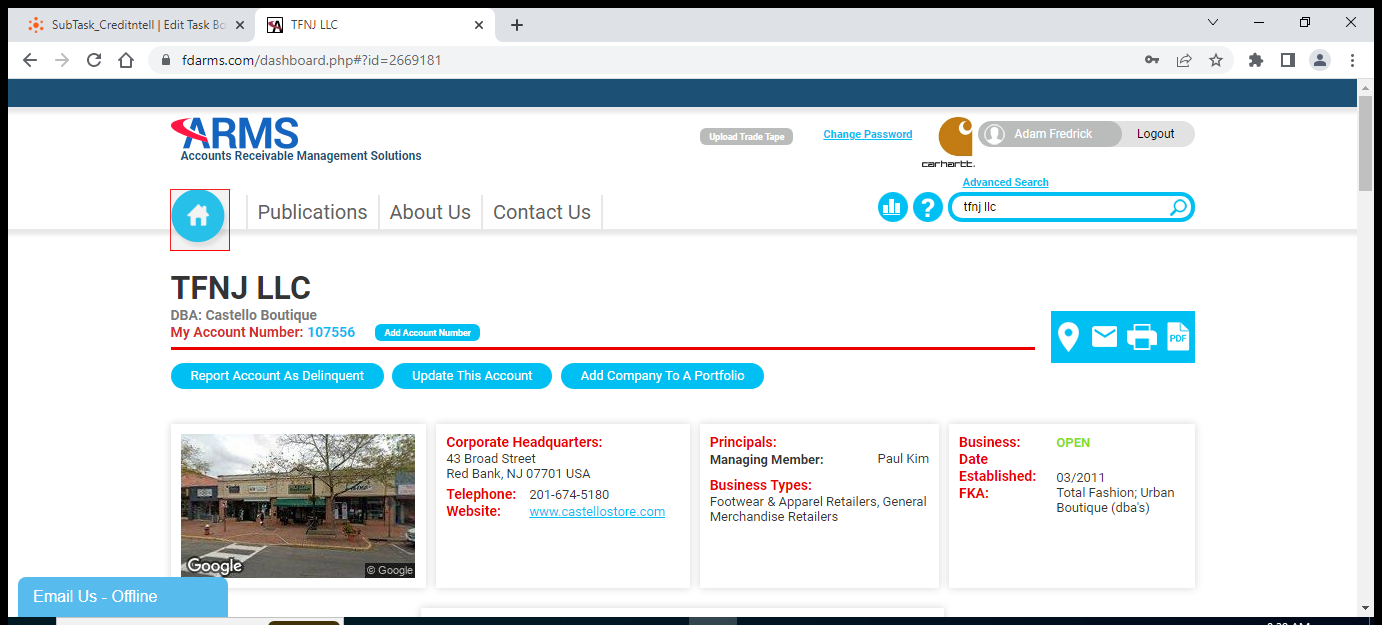 SubTask_Creditntell | Edit Task Bo
TFNJ LLC
fdarms.com/dashboard.php#?id=2669181
ARMS
Accounts Receivable Management Solutions
Upload Trade Tape
Change Password
carhartt.
Adam Fredrick
Logout
Advanced Search
Publications
About Us
Contact Us
?
tfnj llc
TFNJ LLC
DBA: Castello Boutique
My Account Number: 107556
Add Account Number
PDF
Report Account As Delinquent
Update This Account
Add Company To A Portfolio
Google
© Google
Corporate Headquarters:
43 Broad Street
Red Bank, NJ 07701 USA
Telephone: 201-674-5180
Website: www.castellostore.com
Principals:
Managing Member: Paul Kim
Business Types:
Footwear & Apparel Retailers, General
Merchandise Retailers
Business: OPEN
Date
Established: 03/2011
FKA: Total Fashion; Urban
Boutique (dba's)
Email Us - Offline